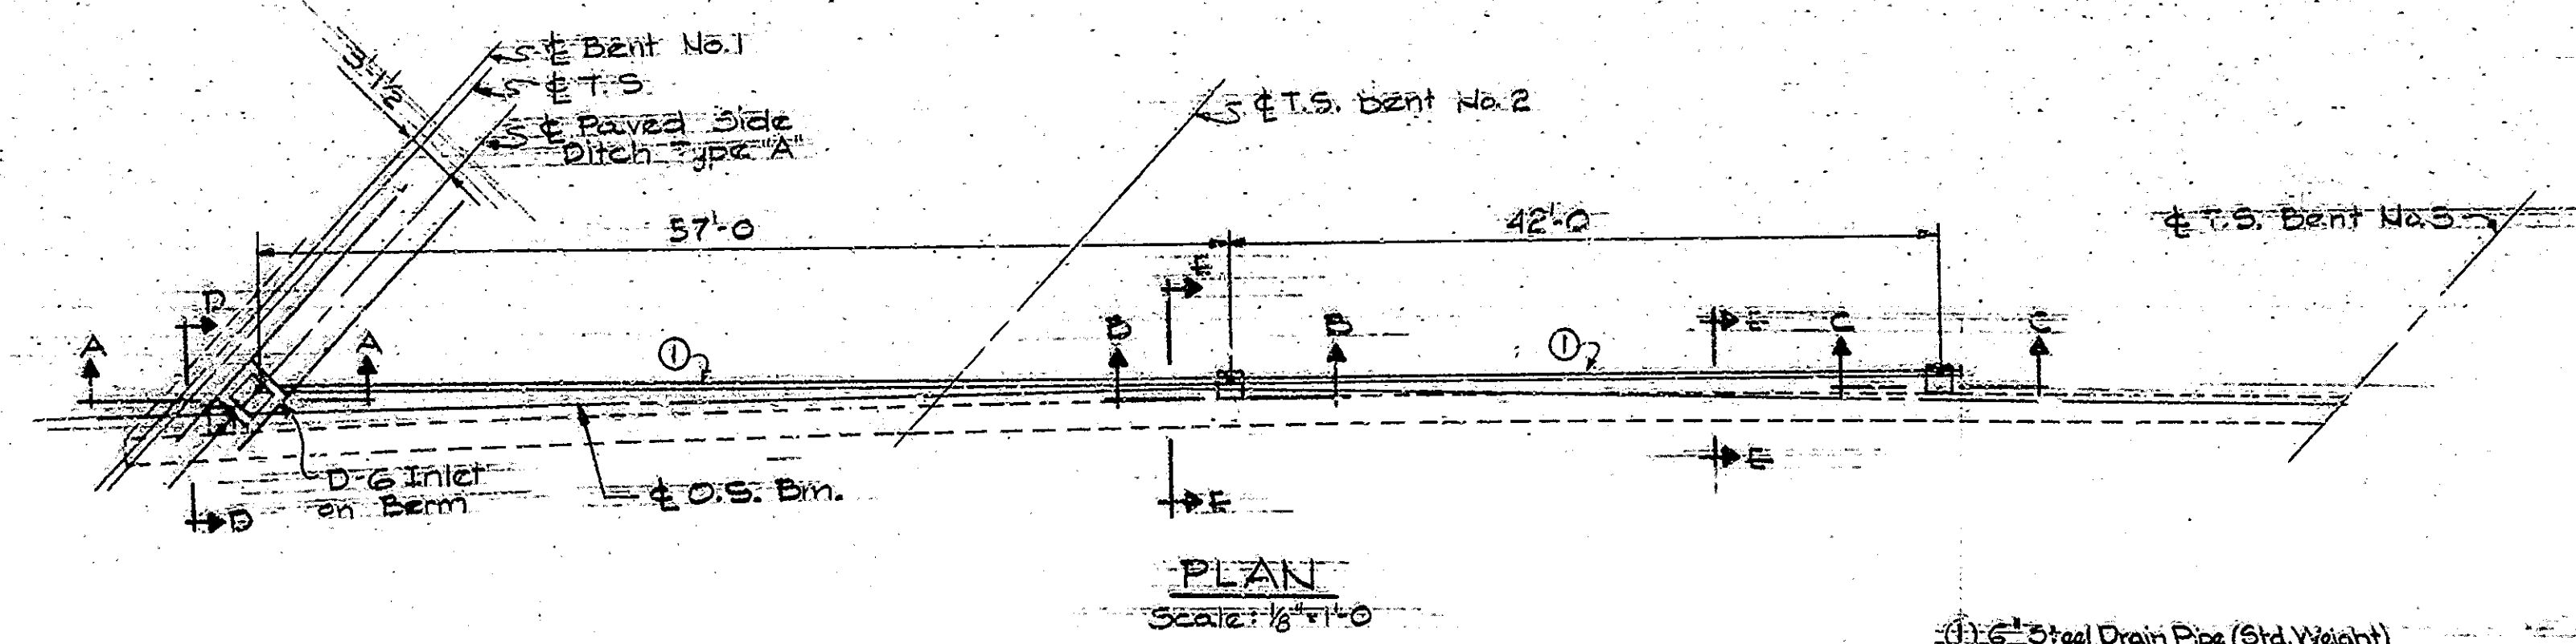 ℄ Bent No.1
℄ T.S.
℄ Paved Side
Ditch Type "A"
3'-1½
℄ T.S. Bent No. 2
℄ T.S. Bent No.3
57'-0
42'-0
D
E
A
A
①
B
B
①
E
C
C
D-6 Inlet
on Berm
℄ O.S. Bm.
D
E
E
PLAN
Scale: ⅛"=1'-0
(1) 6" Steel Drain Pipe (Std. Weight)